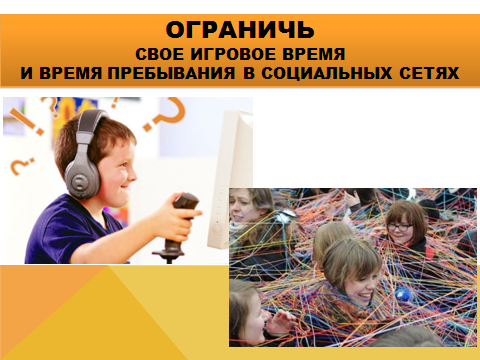 ОГРАНИЧЬ
СВОЕ ИГРОВОЕ ВРЕМЯ
И ВРЕМЯ ПРЕБЫВАНИЯ В СОЦИАЛЬНЫХ СЕТЯХ